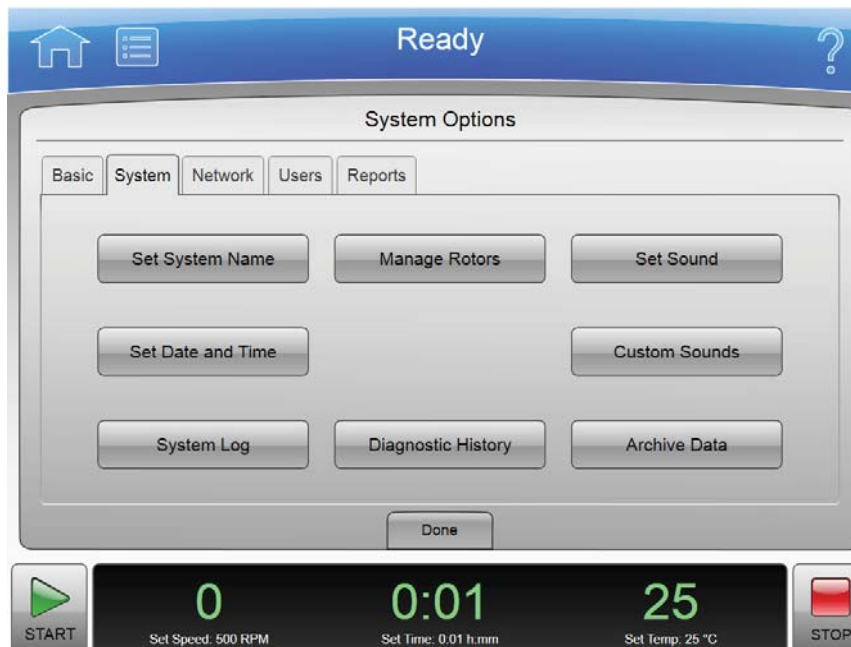 Ready
?
System Options
Basic System Network Users Reports
Set System Name Manage Rotors Set Sound
Set Date and Time Custom Sounds
System Log Diagnostic History Archive Data
Done
0 0:01 25
START Set Speed: 500 RPM Set Time: 0:01 h:mm Set Temp: 25 °C STOP